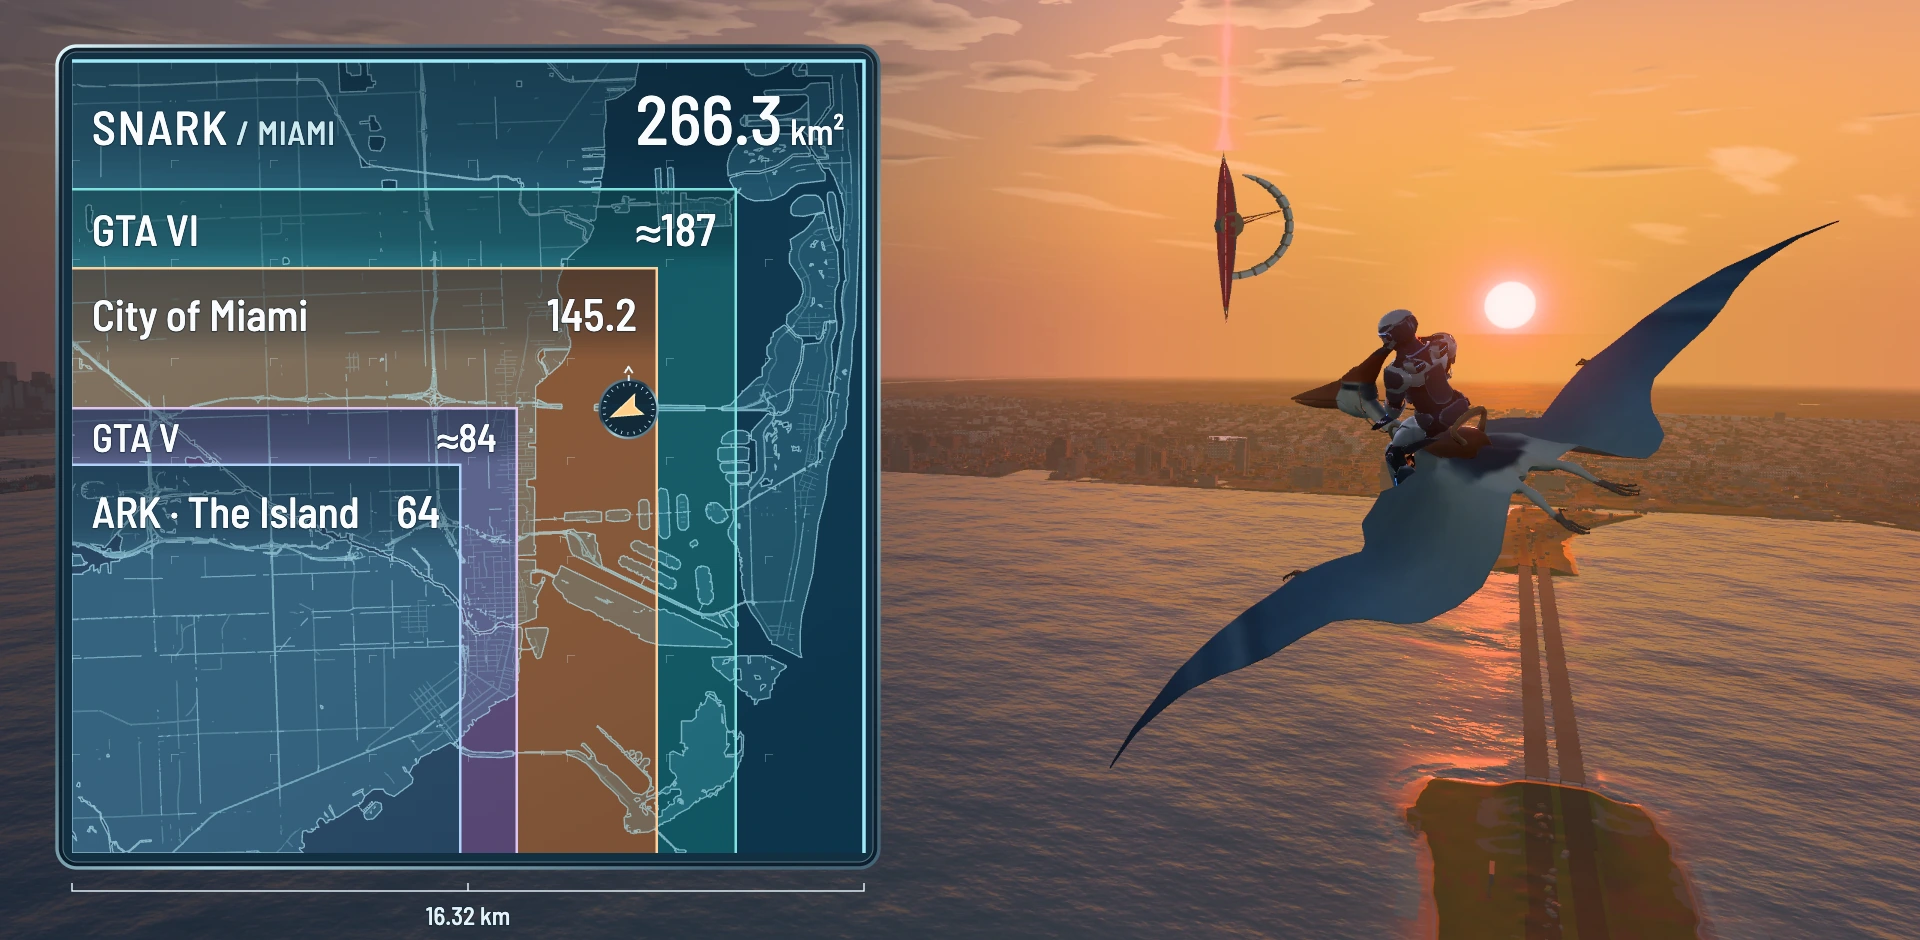 SNARK / MIAMI 266.3 km²
GTA VI ≈187
City of Miami 145.2
GTA V ≈84
ARK · The Island 64
16.32 km